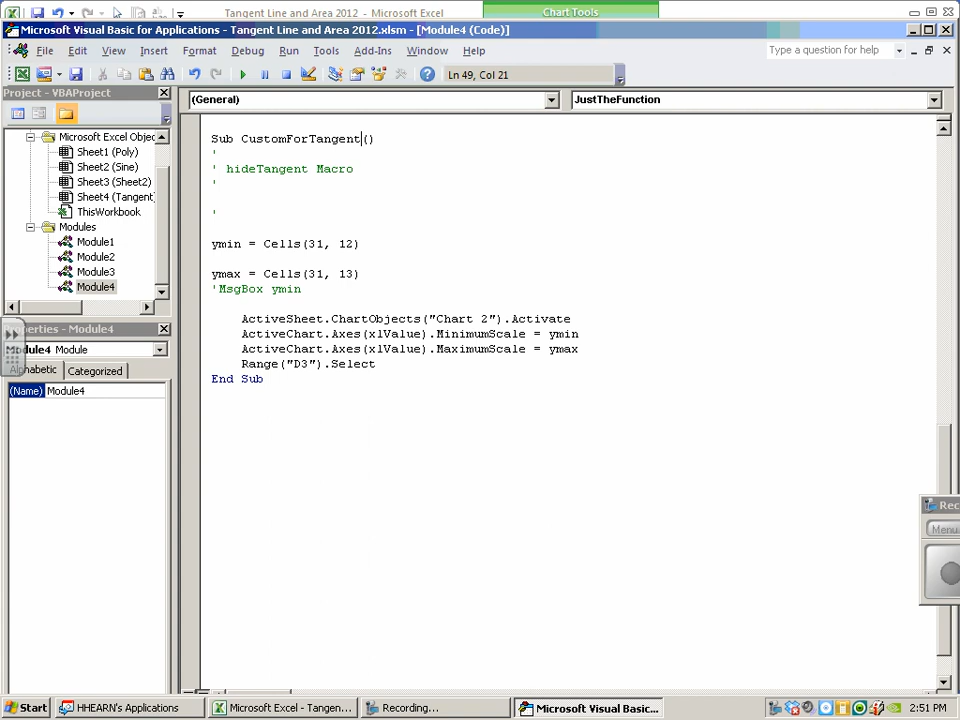 Tangent Line and Area 2012 - Microsoft Excel
Chart Tools
Microsoft Visual Basic for Applications - Tangent Line and Area 2012.xlsm - [Module4 (Code)]
File Edit View Insert Format Debug Run Tools Add-Ins Window Help
Type a question for help
Ln 49, Col 21
Project - VBAProject
(General)
JustTheFunction
Microsoft Excel Objec
Sheet1 (Poly)
Sheet2 (Sine)
Sheet3 (Sheet2)
Sheet4 (Tangent)
ThisWorkbook
Modules
Module1
Module2
Module3
Module4
Properties - Module4
Module4 Module
Alphabetic Categorized
(Name) Module4
Sub CustomForTangent()
'
' hideTangent Macro
'
'
ymin = Cells(31, 12)
ymax = Cells(31, 13)
'MsgBox ymin
ActiveSheet.ChartObjects("Chart 2").Activate
ActiveChart.Axes(xlValue).MinimumScale = ymin
ActiveChart.Axes(xlValue).MaximumScale = ymax
Range("D3").Select
End Sub
Rec
Menu
Start
HHEARN's Applications
Microsoft Excel - Tangen...
Recording...
Microsoft Visual Basic...
2:51 PM